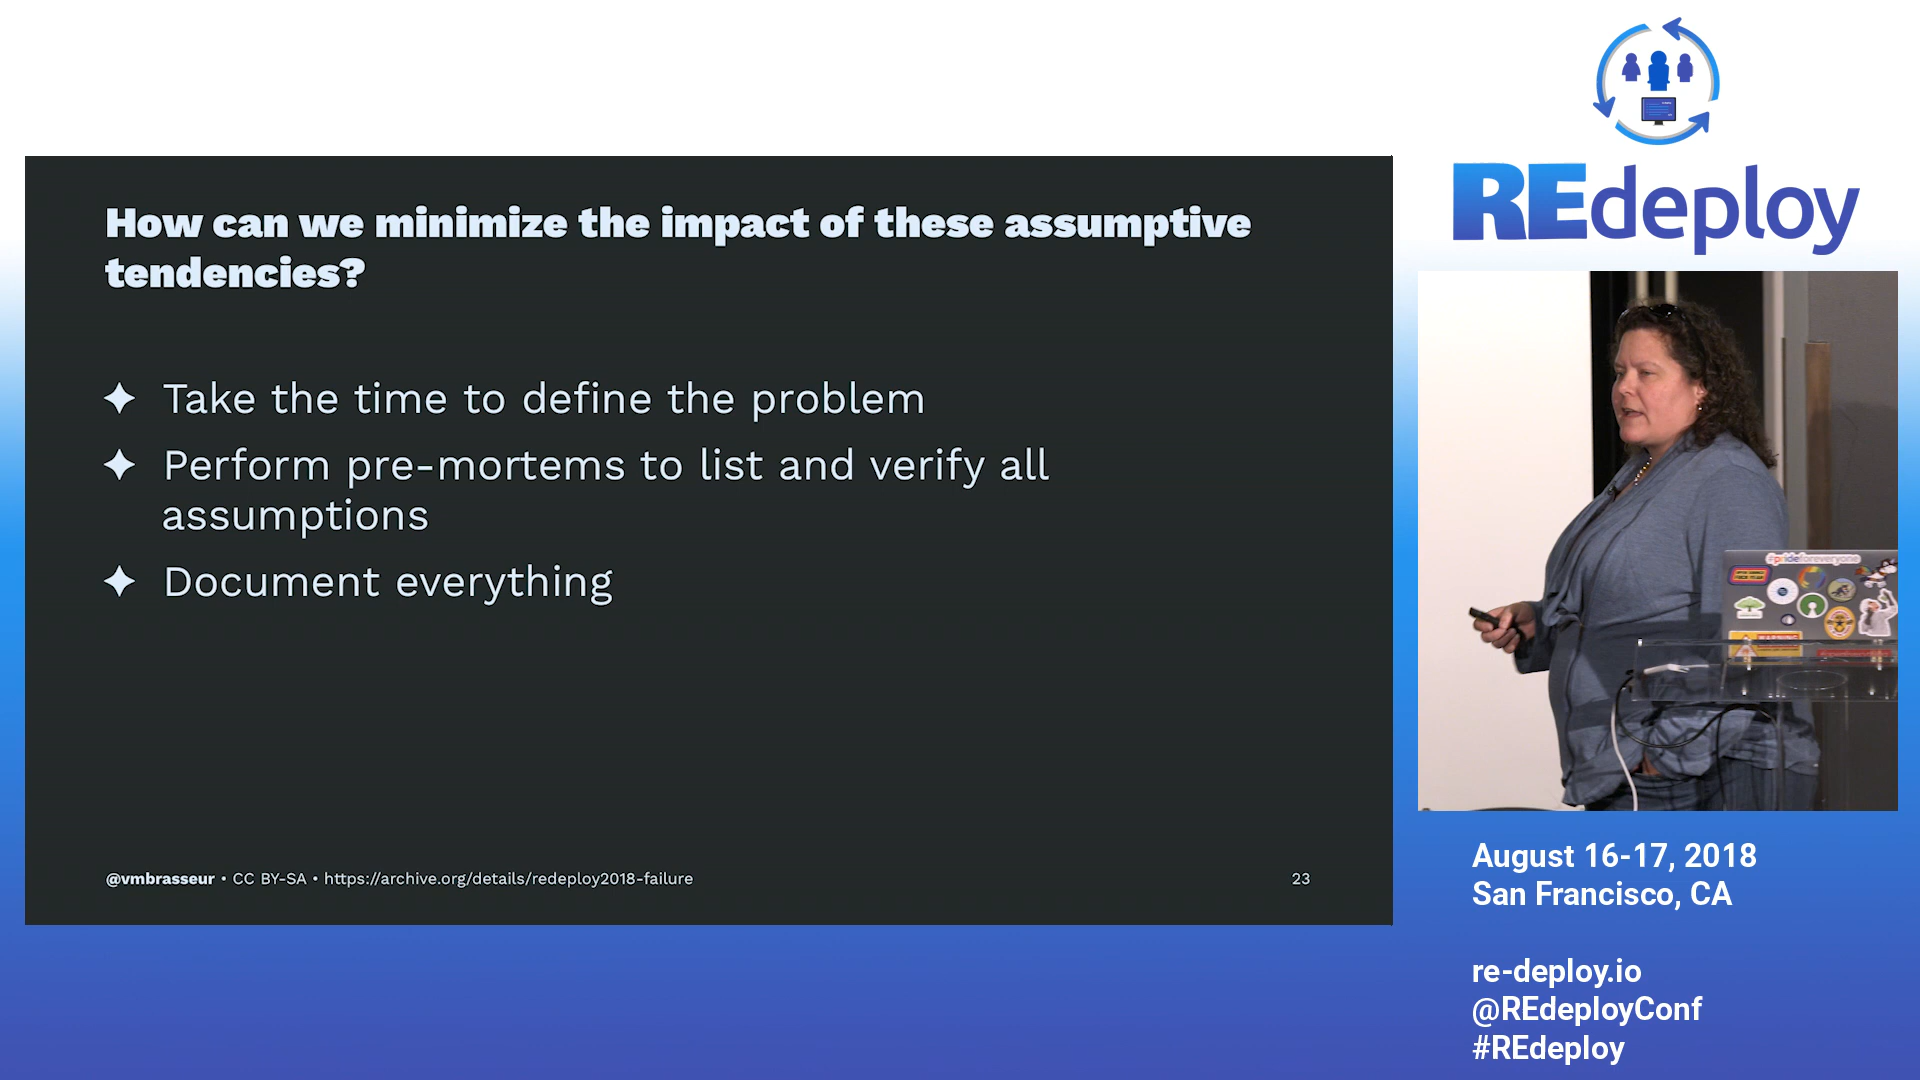 How can we minimize the impact of these assumptive
tendencies?
Take the time to define the problem
Perform pre-mortems to list and verify all
assumptions
Document everything
@vmbrasseur • CC BY-SA • https://archive.org/details/redeploy2018-failure
23
REdeploy
#prideforeveryone
WARNING
August 16-17, 2018
San Francisco, CA
re-deploy.io
@REdeployConf
#REdeploy